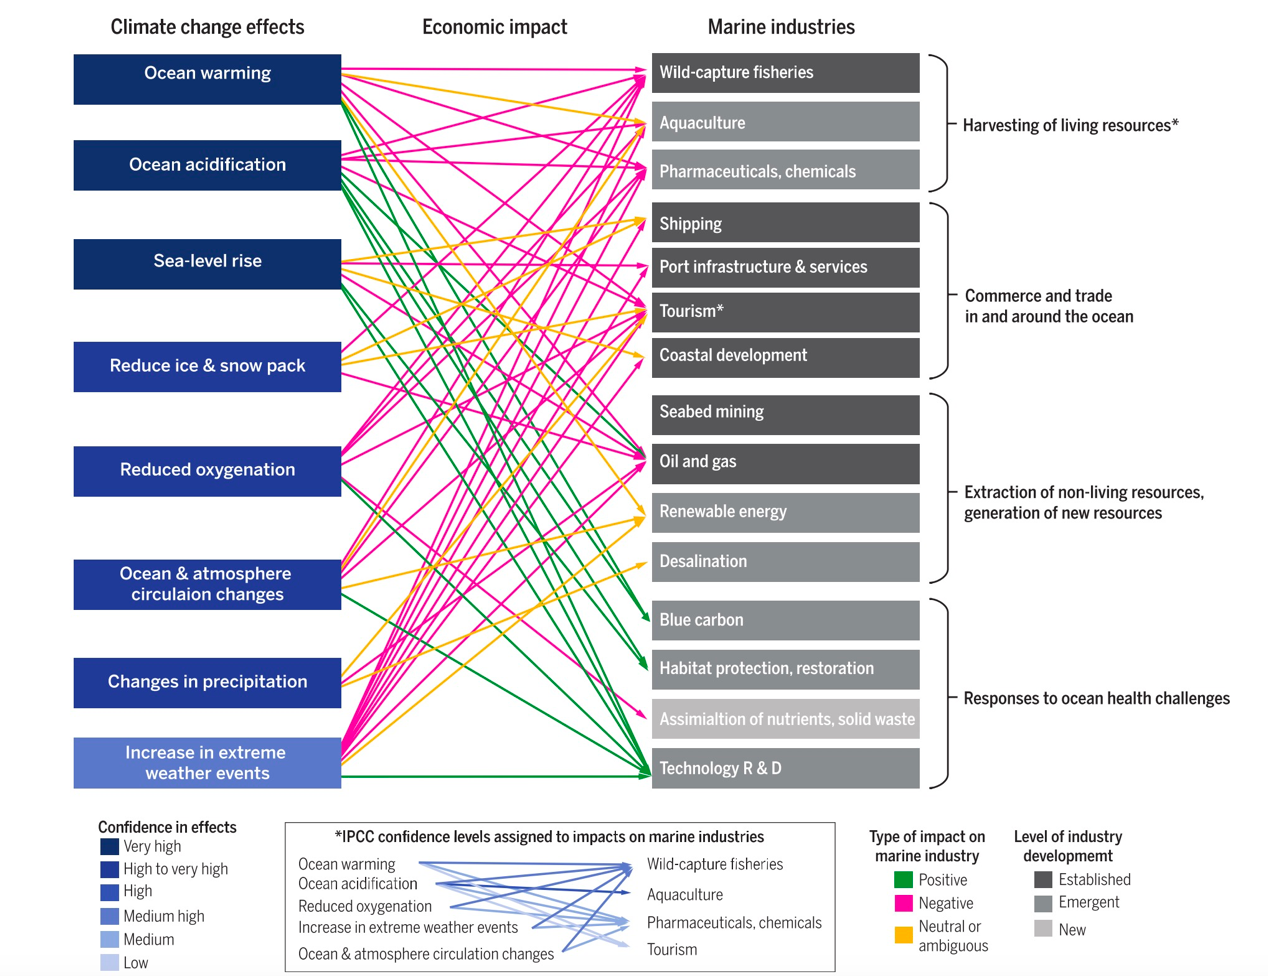 Climate change effects
Economic impact
Marine industries
Ocean warming
Ocean acidification
Sea-level rise
Reduce ice & snow pack
Reduced oxygenation
Ocean & atmosphere
circulaion changes
Changes in precipitation
Increase in extreme
weather events
Wild-capture fisheries
Aquaculture
Pharmaceuticals, chemicals
Shipping
Port infrastructure & services
Tourism*
Coastal development
Seabed mining
Oil and gas
Renewable energy
Desalination
Blue carbon
Habitat protection, restoration
Assimialtion of nutrients, solid waste
Technology R & D
Harvesting of living resources*
Commerce and trade
in and around the ocean
Extraction of non-living resources,
generation of new resources
Responses to ocean health challenges
Confidence in effects
Very high
High to very high
High
Medium high
Medium
Low
*IPCC confidence levels assigned to impacts on marine industries
Ocean warming
Ocean acidification
Reduced oxygenation
Increase in extreme weather events
Ocean & atmosphere circulation changes
Wild-capture fisheries
Aquaculture
Pharmaceuticals, chemicals
Tourism
Type of impact on
marine industry
Positive
Negative
Neutral or
ambiguous
Level of industry
developmemt
Established
Emergent
New